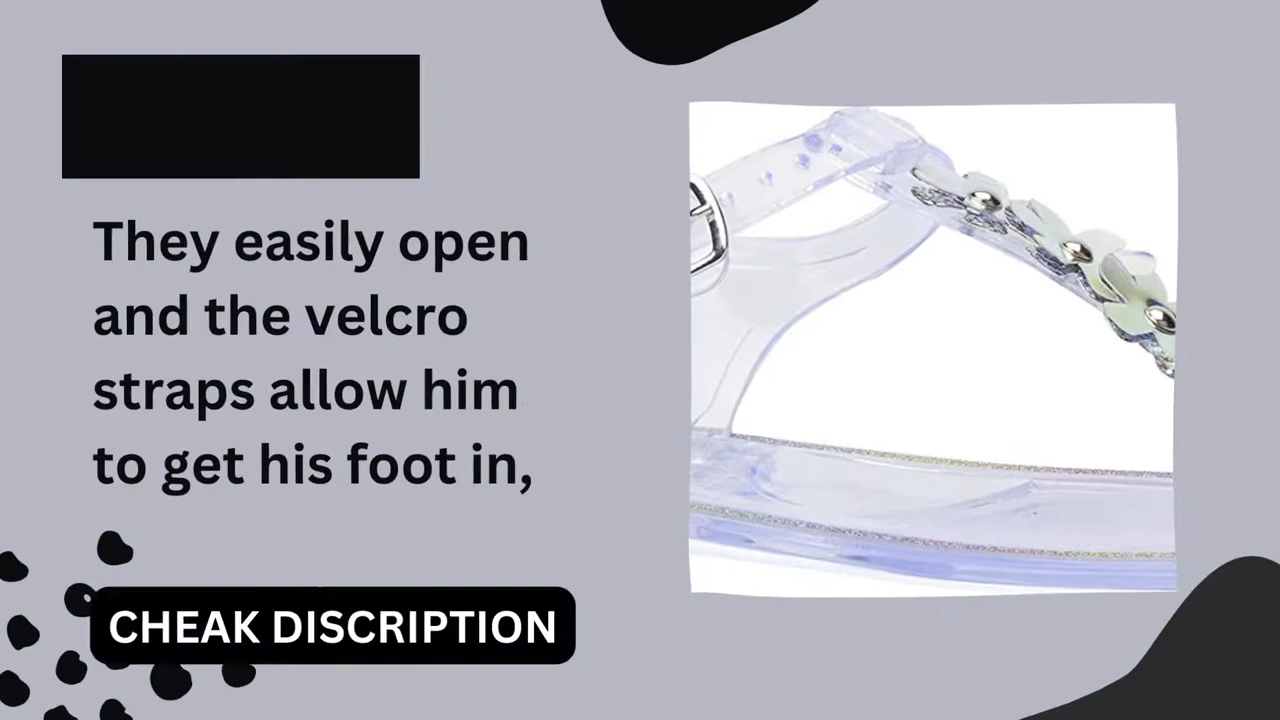 They easily open
and the velcro
straps allow him
to get his foot in,
CHEAK DISCRIPTION